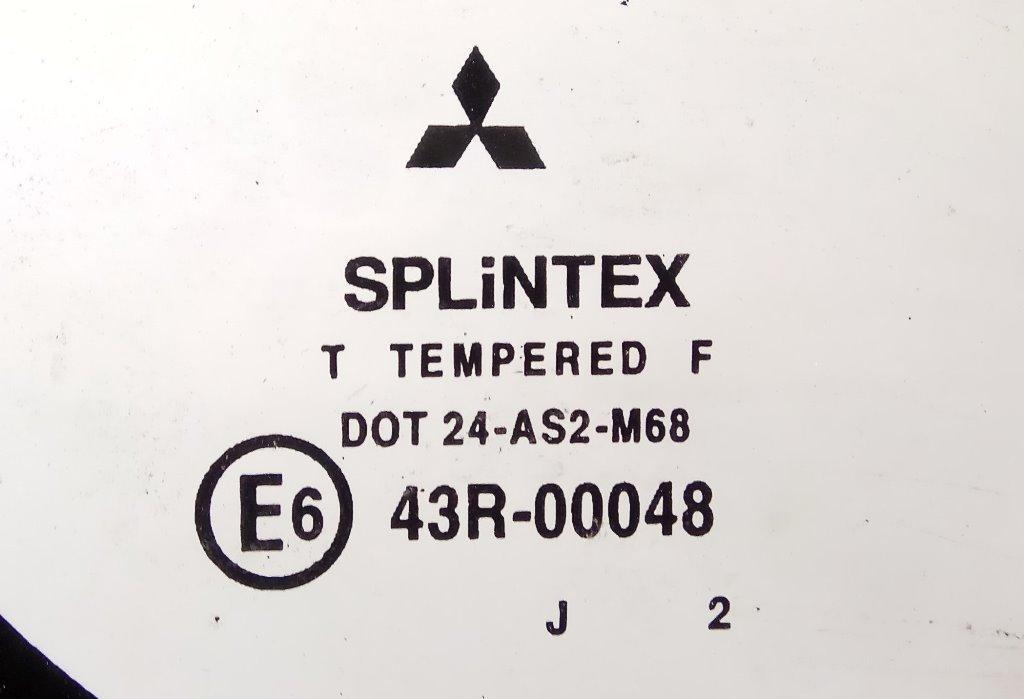 SPLiNTEX
T TEMPERED F
DOT 24-AS2-M68
E6 43R-00048
J 2